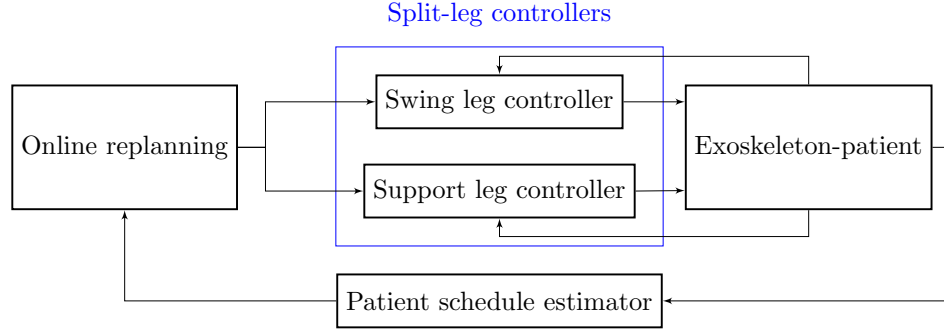 Split-leg controllers
Swing leg controller
Online replanning
Exoskeleton-patient
Support leg controller
Patient schedule estimator